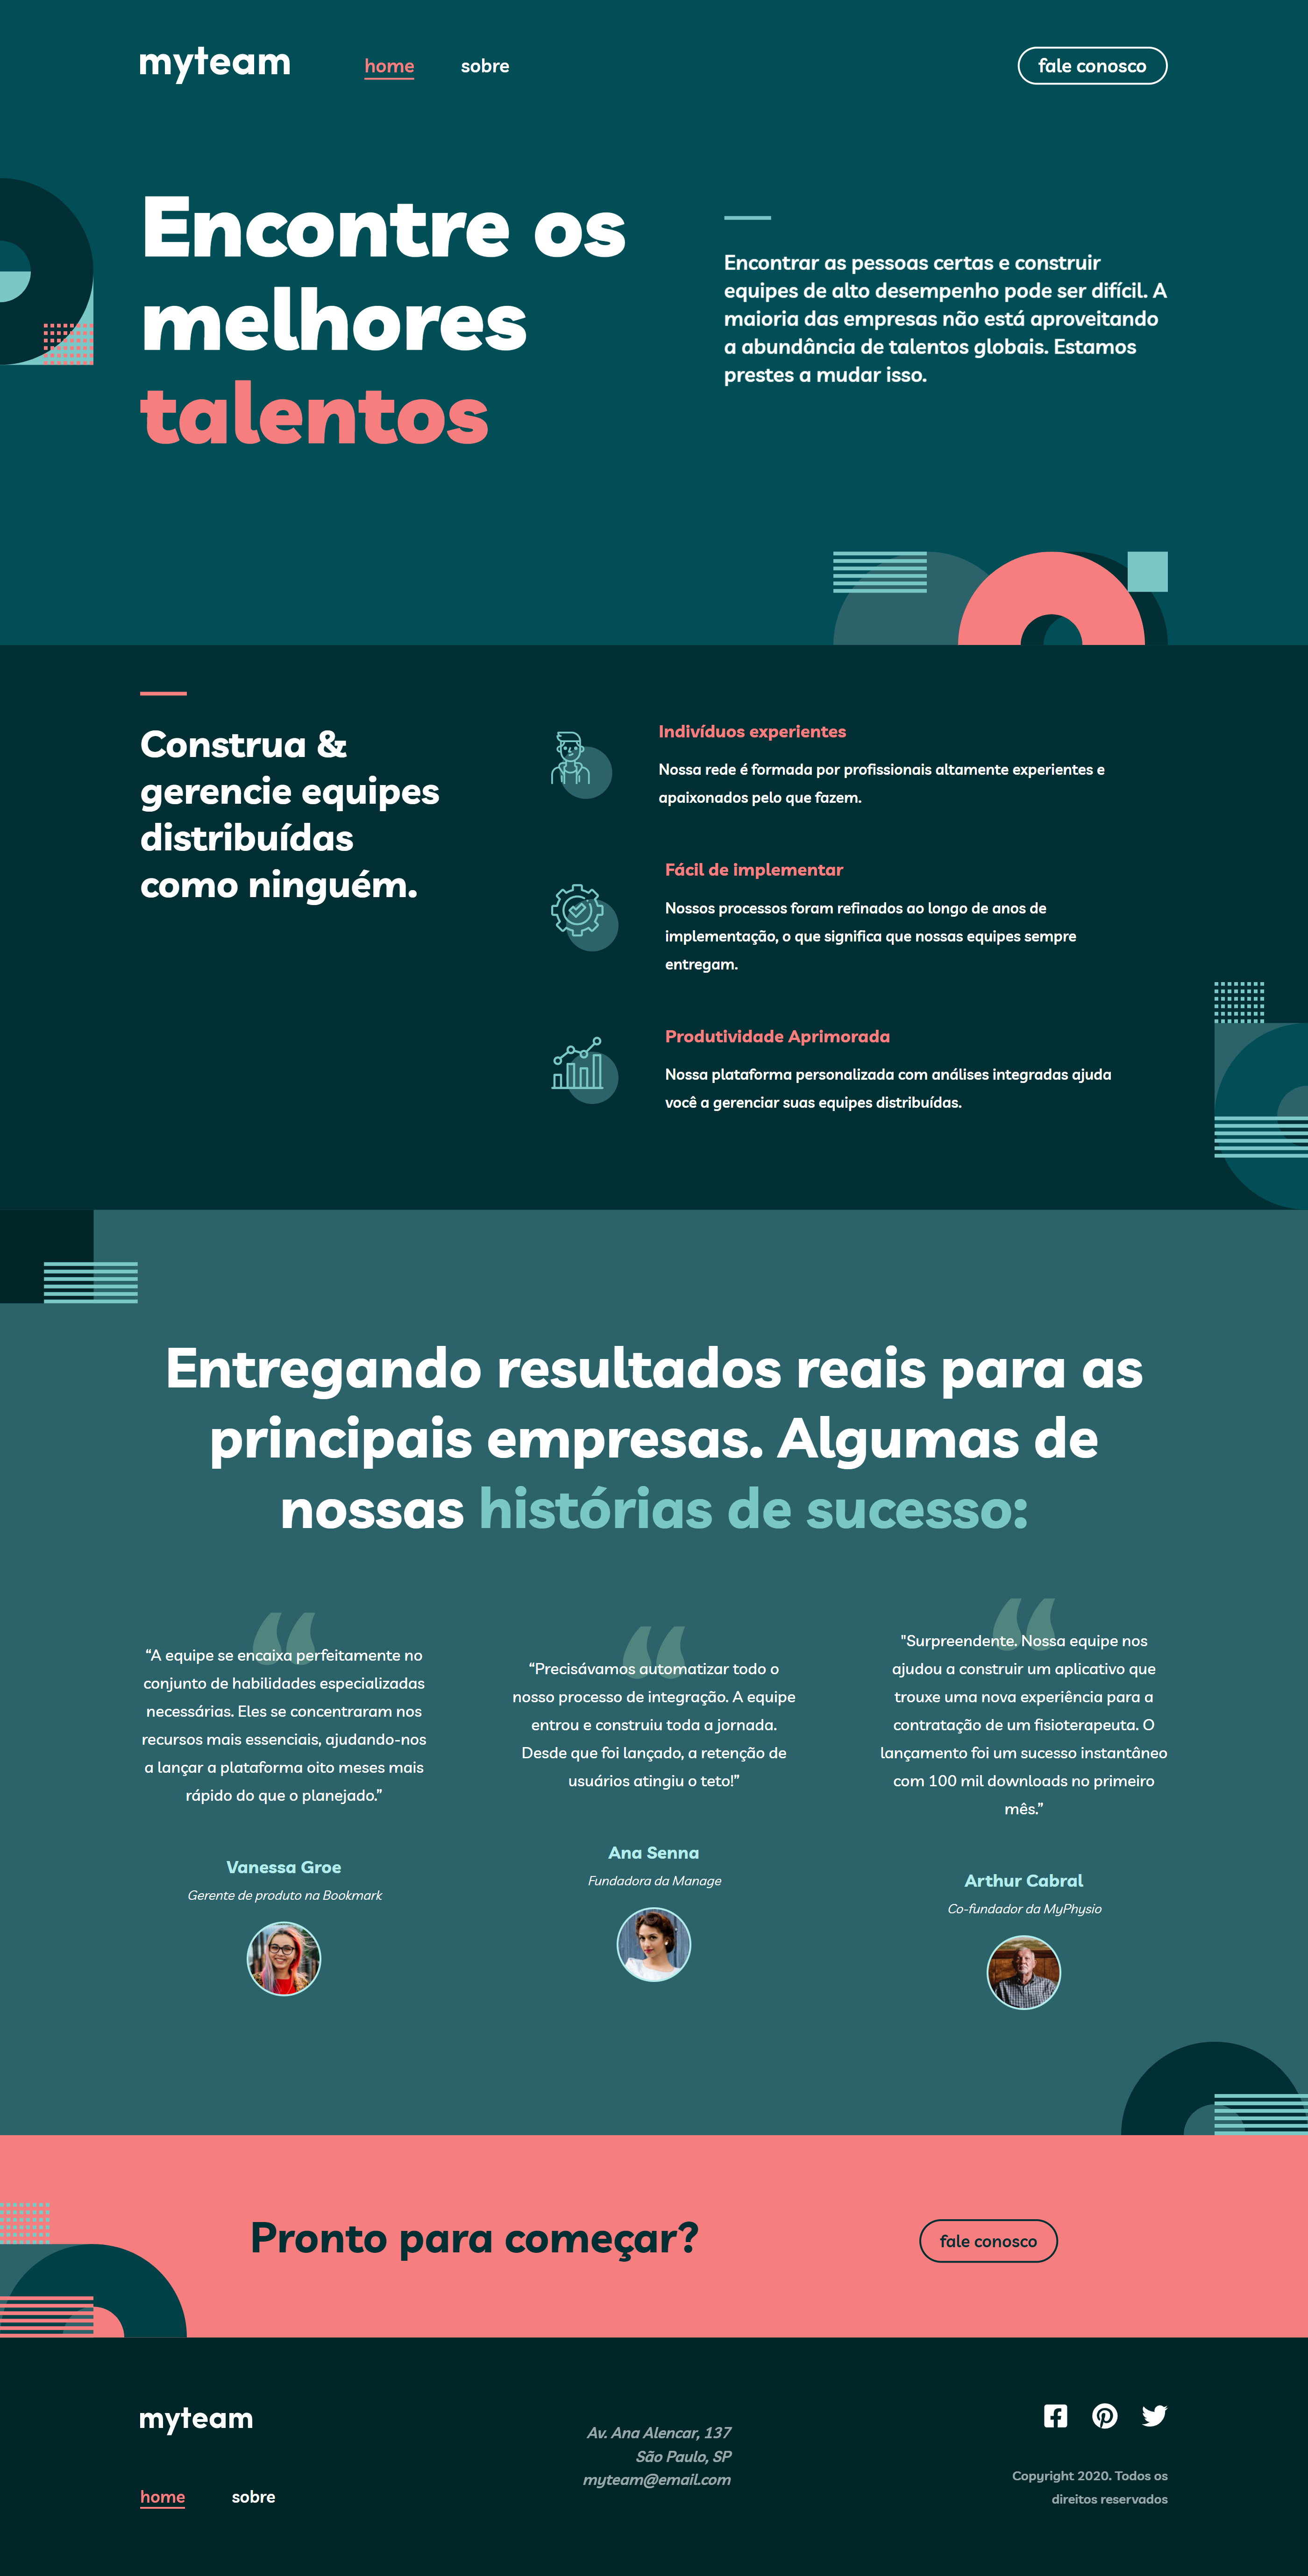 myteam
home
sobre
fale conosco
Encontre os
melhores
talentos
Encontrar as pessoas certas e construir
equipes de alto desempenho pode ser difícil. A
maioria das empresas não está aproveitando
a abundância de talentos globais. Estamos
prestes a mudar isso.
Construa &
gerencie equipes
distribuídas
como ninguém.
Indivíduos experientes
Nossa rede é formada por profissionais altamente experientes e
apaixonados pelo que fazem.
Fácil de implementar
Nossos processos foram refinados ao longo de anos de
implementação, o que significa que nossas equipes sempre
entregam.
Produtividade Aprimorada
Nossa plataforma personalizada com análises integradas ajuda
você a gerenciar suas equipes distribuídas.
Entregando resultados reais para as
principais empresas. Algumas de
nossas histórias de sucesso:
“A equipe se encaixa perfeitamente no
conjunto de habilidades especializadas
necessárias. Eles se concentraram nos
recursos mais essenciais, ajudando-nos
a lançar a plataforma oito meses mais
rápido do que o planejado.”
Vanessa Groe
Gerente de produto na Bookmark
“Precisávamos automatizar todo o
nosso processo de integração. A equipe
entrou e construiu toda a jornada.
Desde que foi lançado, a retenção de
usuários atingiu o teto!”
Ana Senna
Fundadora da Manage
"Surpreendente. Nossa equipe nos
ajudou a construir um aplicativo que
trouxe uma nova experiência para a
contratação de um fisioterapeuta. O
lançamento foi um sucesso instantâneo
com 100 mil downloads no primeiro
mês.”
Arthur Cabral
Co-fundador da MyPhysio
Pronto para começar?
fale conosco
myteam
home
sobre
Av. Ana Alencar, 137
São Paulo, SP
myteam@email.com
Copyright 2020. Todos os
direitos reservados